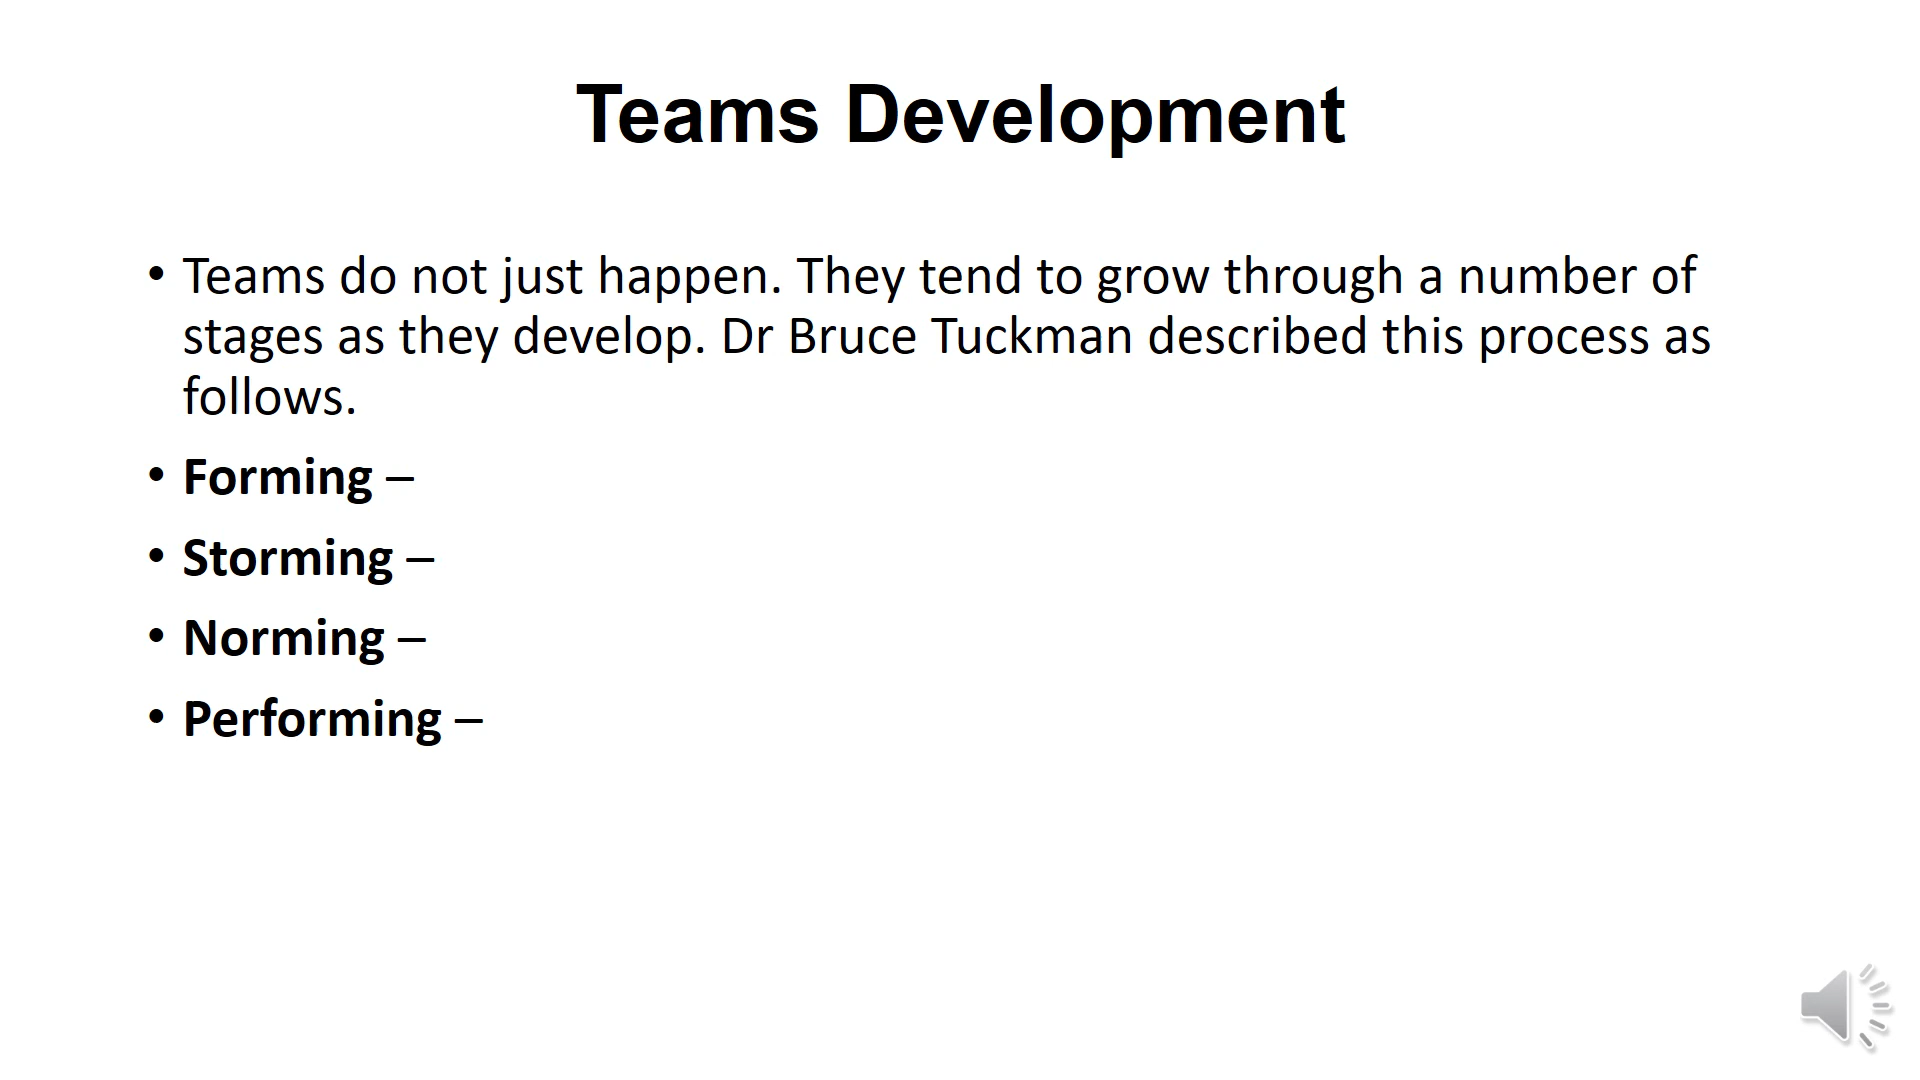 Teams Development
• Teams do not just happen. They tend to grow through a number of
stages as they develop. Dr Bruce Tuckman described this process as
follows.
• Forming –
• Storming –
• Norming –
• Performing –